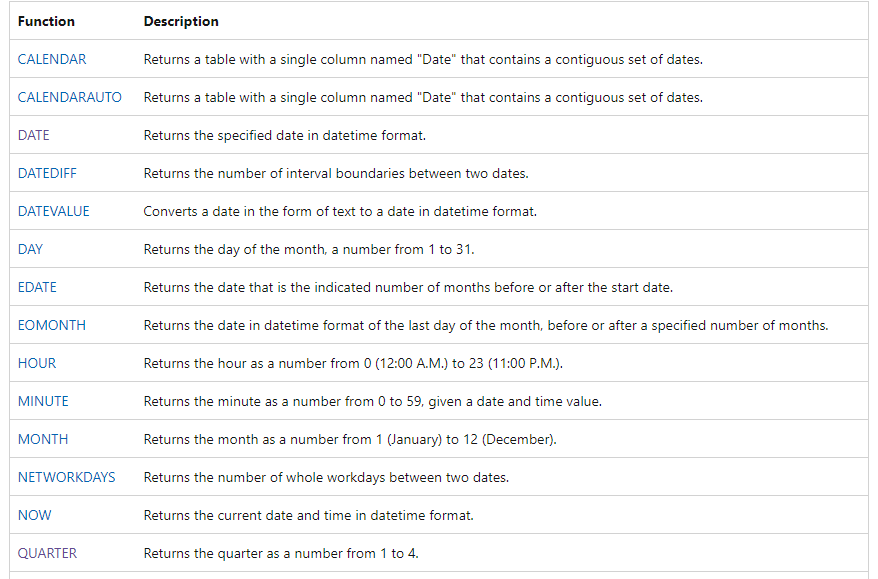 Function Description
CALENDAR Returns a table with a single column named "Date" that contains a contiguous set of dates.
CALENDARAUTO Returns a table with a single column named "Date" that contains a contiguous set of dates.
DATE Returns the specified date in datetime format.
DATEDIFF Returns the number of interval boundaries between two dates.
DATEVALUE Converts a date in the form of text to a date in datetime format.
DAY Returns the day of the month, a number from 1 to 31.
EDATE Returns the date that is the indicated number of months before or after the start date.
EOMONTH Returns the date in datetime format of the last day of the month, before or after a specified number of months.
HOUR Returns the hour as a number from 0 (12:00 A.M.) to 23 (11:00 P.M.).
MINUTE Returns the minute as a number from 0 to 59, given a date and time value.
MONTH Returns the month as a number from 1 (January) to 12 (December).
NETWORKDAYS Returns the number of whole workdays between two dates.
NOW Returns the current date and time in datetime format.
QUARTER Returns the quarter as a number from 1 to 4.